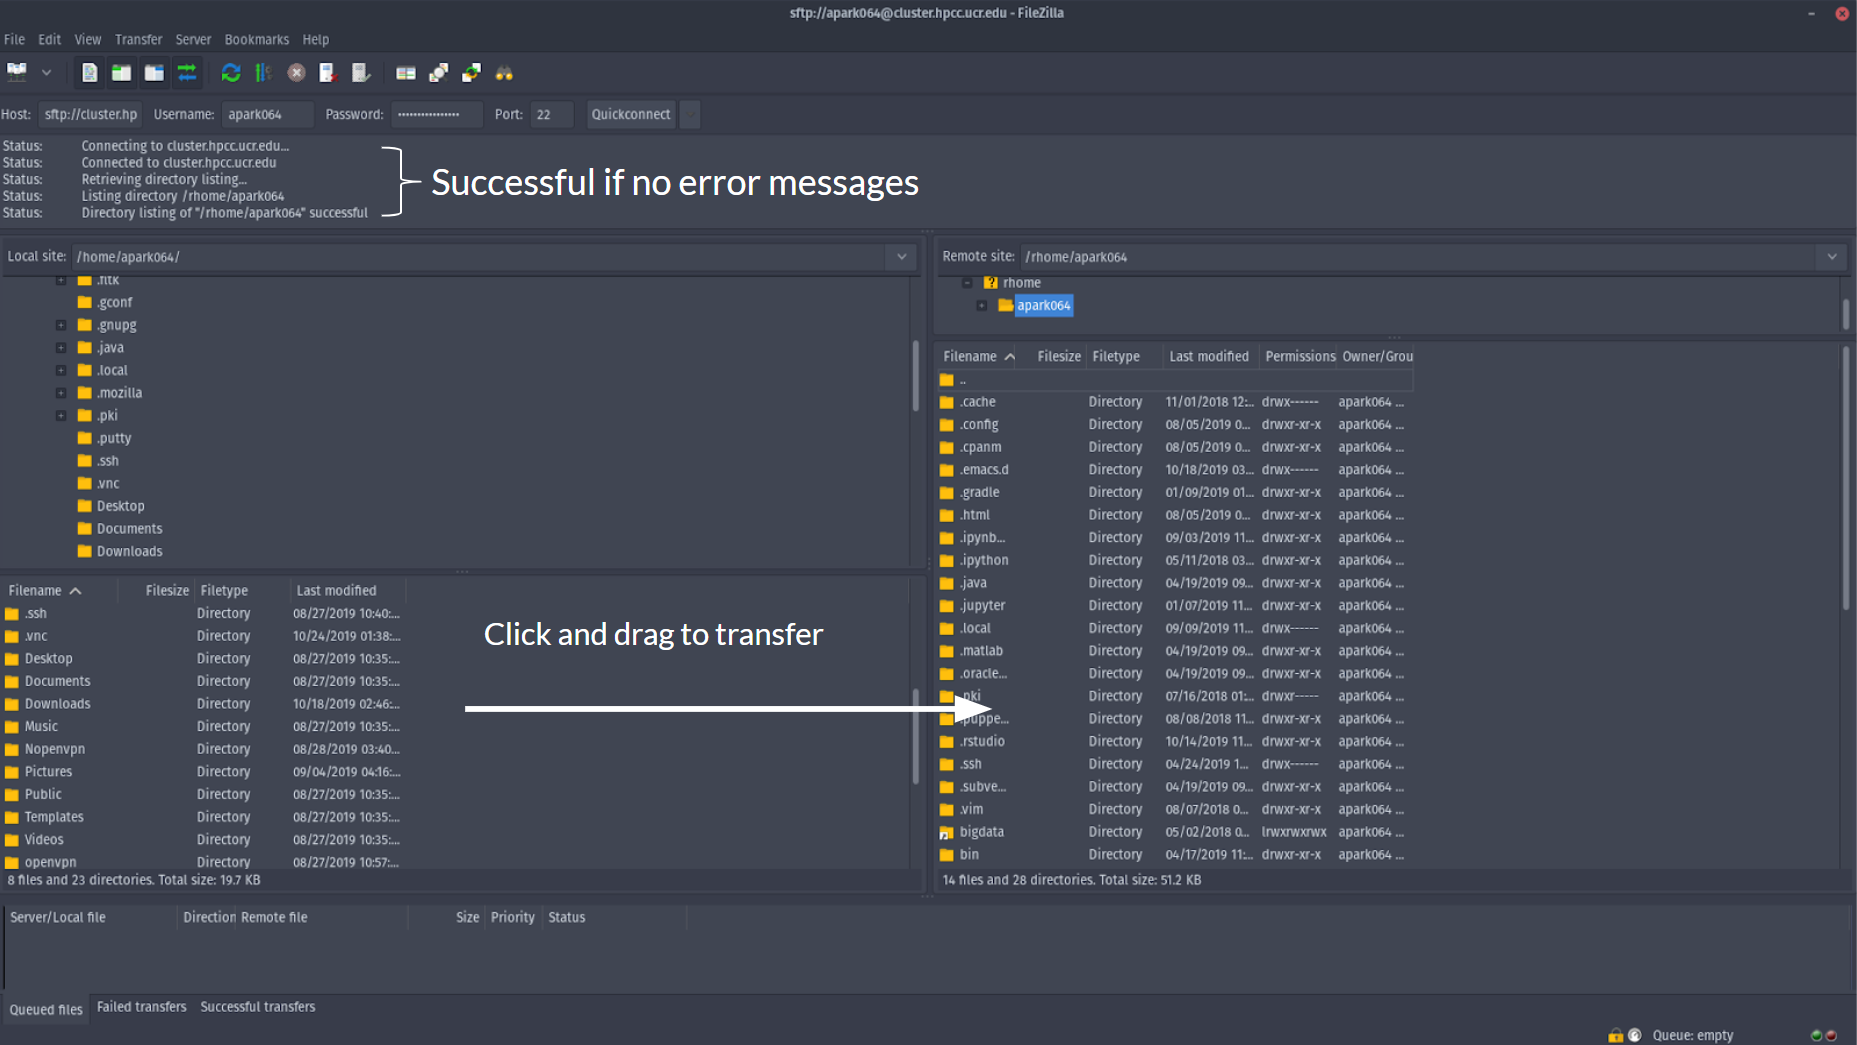 sftp://apark064@cluster.hpcc.ucr.edu - FileZilla
File Edit View Transfer Server Bookmarks Help
Host: sftp://cluster.hp Username: apark064 Password: •••••••••••••••• Port: 22 Quickconnect
Status: Connecting to cluster.hpcc.ucr.edu...
Status: Connected to cluster.hpcc.ucr.edu
Status: Retrieving directory listing...
Status: Listing directory /rhome/apark064
Status: Directory listing of "/rhome/apark064" successful
Successful if no error messages
Local site: /home/apark064/
.fltk
.gconf
.gnupg
.java
.local
.mozilla
.pki
.putty
.ssh
.vnc
Desktop
Documents
Downloads
Filename Filesize Filetype Last modified
.ssh Directory 08/27/2019 10:40:...
.vnc Directory 10/24/2019 01:38:...
Desktop Directory 08/27/2019 10:35:...
Documents Directory 08/27/2019 10:35:...
Downloads Directory 10/18/2019 02:46:...
Music Directory 08/27/2019 10:35:...
Nopenvpn Directory 08/28/2019 03:40...
Pictures Directory 09/04/2019 04:16:...
Public Directory 08/27/2019 10:35:...
Templates Directory 08/27/2019 10:35:...
Videos Directory 08/27/2019 10:35:...
openvpn Directory 08/27/2019 10:57:...
8 files and 23 directories. Total size: 19.7 KB
Click and drag to transfer
Remote site: /rhome/apark064
rhome
apark064
Filename Filesize Filetype Last modified Permissions Owner/Grou
..
.cache Directory 11/01/2018 12:... drwx------ apark064 ...
.config Directory 08/05/2019 0... drwxr-xr-x apark064 ...
.cpanm Directory 08/05/2019 0... drwxr-xr-x apark064 ...
.emacs.d Directory 10/18/2019 03... drwx------ apark064 ...
.gradle Directory 01/09/2019 01... drwxr-xr-x apark064 ...
.html Directory 08/05/2019 0... drwxr-xr-x apark064 ...
.ipynb... Directory 09/03/2019 11... drwxr-xr-x apark064 ...
.ipython Directory 05/11/2018 03... drwxr-xr-x apark064 ...
.java Directory 04/19/2019 09... drwxr-xr-x apark064 ...
.jupyter Directory 01/07/2019 11... drwxr-xr-x apark064 ...
.local Directory 09/09/2019 11... drwx------ apark064 ...
.matlab Directory 04/19/2019 09... drwxr-xr-x apark064 ...
.oracle... Directory 04/19/2019 09... drwxr-xr-x apark064 ...
.pki Directory 07/16/2018 01:... drwxr----- apark064 ...
.puppe... Directory 08/08/2018 11... drwxr-xr-x apark064 ...
.rstudio Directory 10/14/2019 11... drwxr-xr-x apark064 ...
.ssh Directory 04/24/2019 1... drwx------ apark064 ...
.subve... Directory 04/19/2019 09... drwxr-xr-x apark064 ...
.vim Directory 08/07/2018 0... drwxr-xr-x apark064 ...
bigdata Directory 05/02/2018 0... lrwxrwxrwx apark064 ...
bin Directory 04/17/2019 11:... drwxr-xr-x apark064 ...
14 files and 28 directories. Total size: 51.2 KB
Server/Local file Direction Remote file Size Priority Status
Queued files Failed transfers Successful transfers
Queue: empty